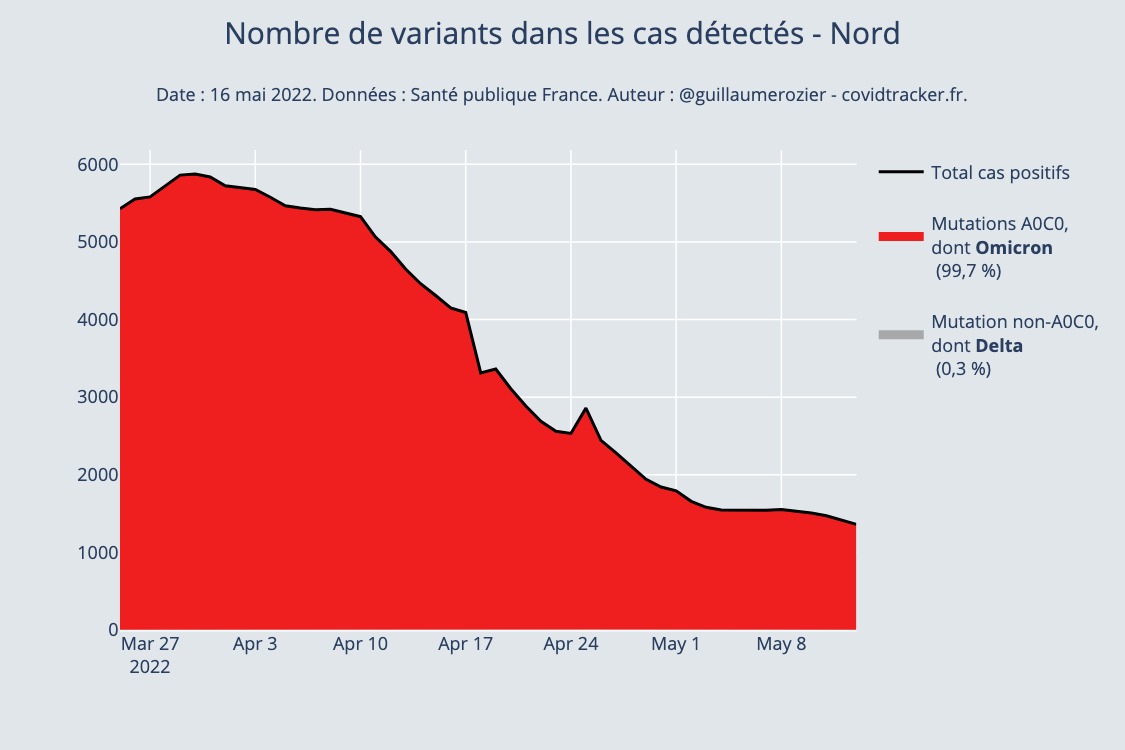 Nombre de variants dans les cas détectés - Nord
Date : 16 mai 2022. Données : Santé publique France. Auteur : @guillaumerozier - covidtracker.fr.
6000
5000
4000
3000
2000
1000
0
Mar 27 Apr 3 Apr 10 Apr 17 Apr 24 May 1 May 8
2022
Total cas positifs
Mutations A0C0,
dont Omicron
(99,7 %)
Mutation non-A0C0,
dont Delta
(0,3 %)